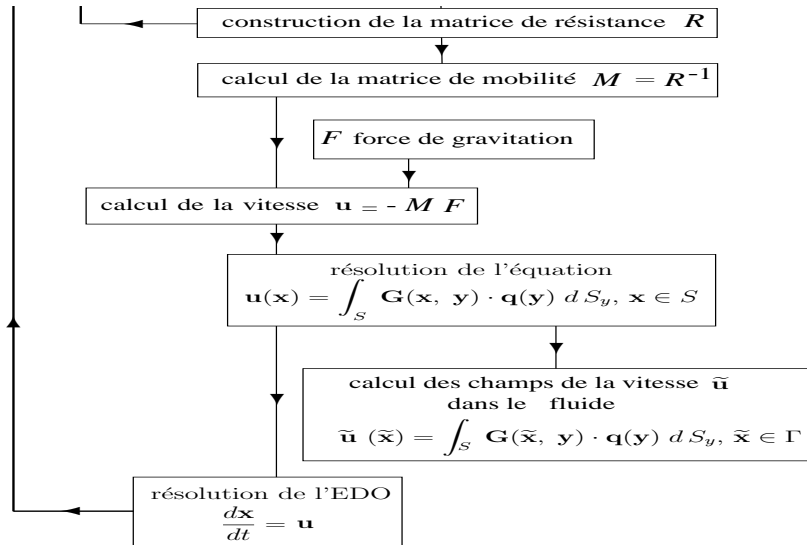 construction de la matrice de résistance R
calcul de la matrice de mobilité M = R⁻¹
F force de gravitation
calcul de la vitesse u = - M F
résolution de l'équation
u(x) = ∫_S G(x, y) · q(y) d S_y, x ∈ S
calcul des champs de la vitesse ũ
dans le fluide
ũ (x̃) = ∫_S G(x̃, y) · q(y) d S_y, x̃ ∈ Γ
résolution de l'EDO
dx/dt = u